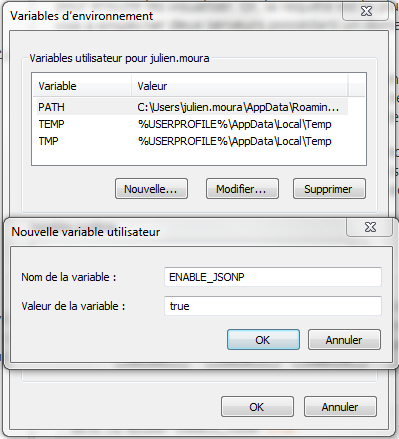 Variables d'environnement
Variables utilisateur pour julien.moura
Variable Valeur
PATH C:\Users\julien.moura\AppData\Roamin...
TEMP %USERPROFILE%\AppData\Local\Temp
TMP %USERPROFILE%\AppData\Local\Temp
Nouvelle... Modifier... Supprimer
Nouvelle variable utilisateur
Nom de la variable : ENABLE_JSONP
Valeur de la variable : true
OK Annuler
OK Annuler